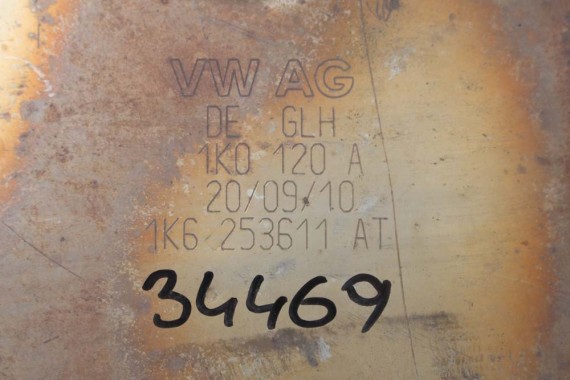 VW AG
DE GLH
1K0 120 A
20/09/10
1K6 253611 AT
34469